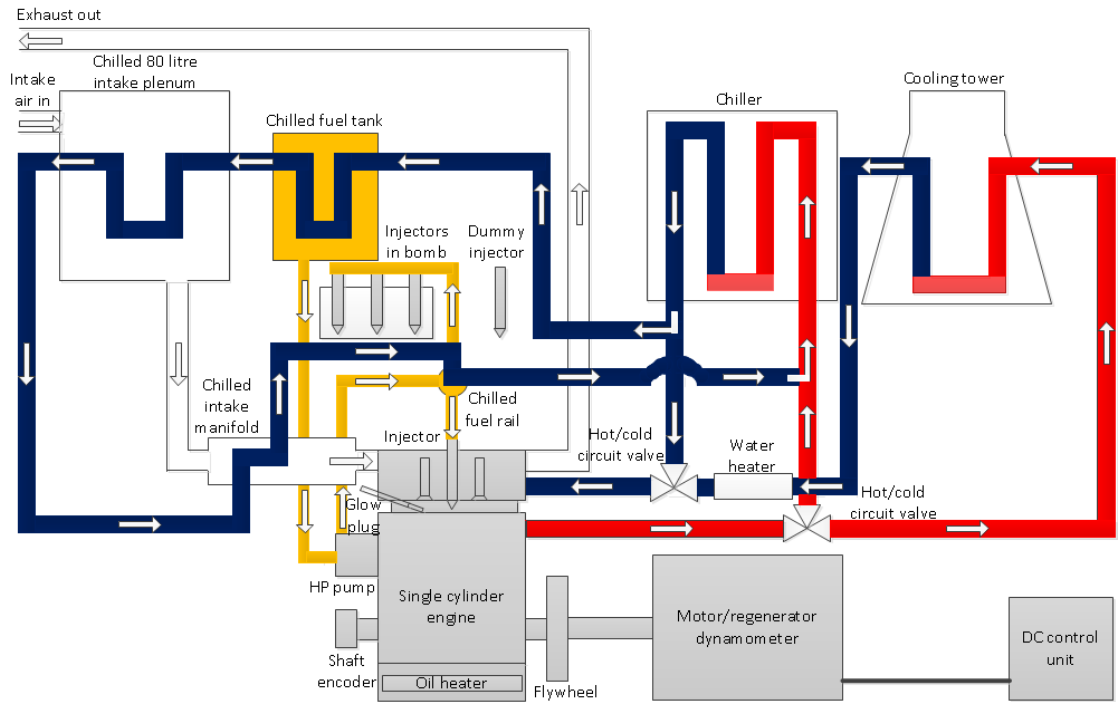 Exhaust out
Chilled 80 litre
intake plenum
Intake
air in
Chilled fuel tank
Chiller
Cooling tower
Injectors
in bomb
Dummy
injector
Chilled
intake
manifold
Chilled
fuel rail
Injector
Hot/cold
circuit valve
Water
heater
Hot/cold
circuit valve
Glow
plug
HP pump
Single cylinder
engine
Motor/regenerator
dynamometer
DC control
unit
Shaft
encoder
Oil heater
Flywheel